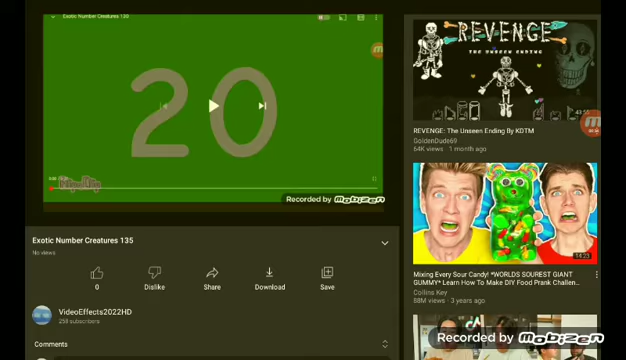 Exotic Number Creatures 135
20
Recorded by Mobizen
Exotic Number Creatures 135
No views
0
Dislike
Share
Download
Save
VideoEffects2022HD
258 subscribers
Comments
REVENGE
THE UNSEEN ENDING
REVENGE: The Unseen Ending By KDTM
GoldenDude69
64K views · 1 month ago
14:23
Mixing Every Sour Candy! *WORLDS SOUREST GIANT
GUMMY* Learn How To Make DIY Food Prank Challen...
Collins Key
88M views · 3 years ago
Recorded by Mobizen